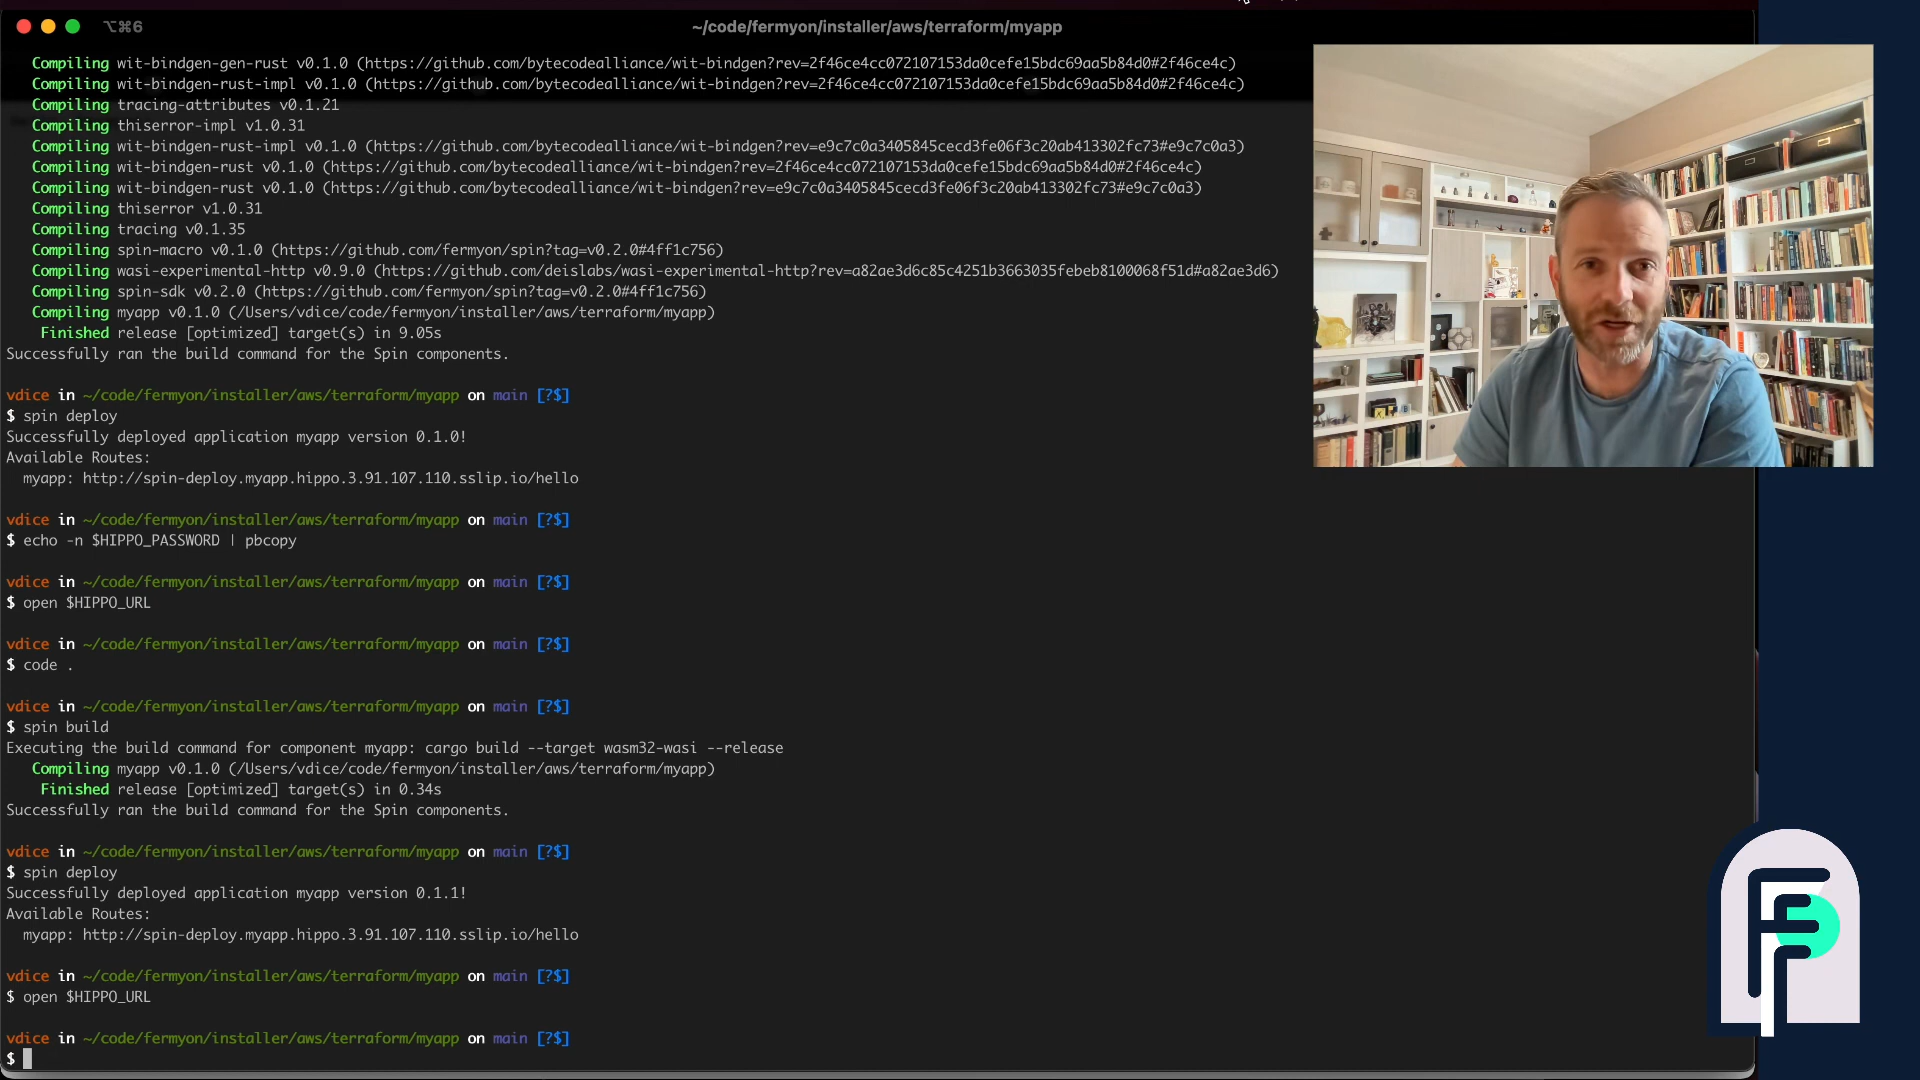 ⌥⌘6
~/code/fermyon/installer/aws/terraform/myapp
Compiling wit-bindgen-gen-rust v0.1.0 (https://github.com/bytecodealliance/wit-bindgen?rev=2f46ce4cc072107153da0cefe15bdc69aa5b84d0#2f46ce4c)
Compiling wit-bindgen-rust-impl v0.1.0 (https://github.com/bytecodealliance/wit-bindgen?rev=2f46ce4cc072107153da0cefe15bdc69aa5b84d0#2f46ce4c)
Compiling tracing-attributes v0.1.21
Compiling thiserror-impl v1.0.31
Compiling wit-bindgen-rust-impl v0.1.0 (https://github.com/bytecodealliance/wit-bindgen?rev=e9c7c0a3405845cecd3fe06f3c20ab413302fc73#e9c7c0a3)
Compiling wit-bindgen-rust v0.1.0 (https://github.com/bytecodealliance/wit-bindgen?rev=2f46ce4cc072107153da0cefe15bdc69aa5b84d0#2f46ce4c)
Compiling wit-bindgen-rust v0.1.0 (https://github.com/bytecodealliance/wit-bindgen?rev=e9c7c0a3405845cecd3fe06f3c20ab413302fc73#e9c7c0a3)
Compiling thiserror v1.0.31
Compiling tracing v0.1.35
Compiling spin-macro v0.1.0 (https://github.com/fermyon/spin?tag=v0.2.0#4ff1c756)
Compiling wasi-experimental-http v0.9.0 (https://github.com/deislabs/wasi-experimental-http?rev=a82ae3d6c85c4251b3663035febeb8100068f51d#a82ae3d6)
Compiling spin-sdk v0.2.0 (https://github.com/fermyon/spin?tag=v0.2.0#4ff1c756)
Compiling myapp v0.1.0 (/Users/vdice/code/fermyon/installer/aws/terraform/myapp)
Finished release [optimized] target(s) in 9.05s
Successfully ran the build command for the Spin components.
vdice in ~/code/fermyon/installer/aws/terraform/myapp on main [?$]
$ spin deploy
Successfully deployed application myapp version 0.1.0!
Available Routes:
myapp: http://spin-deploy.myapp.hippo.3.91.107.110.sslip.io/hello
vdice in ~/code/fermyon/installer/aws/terraform/myapp on main [?$]
$ echo -n $HIPPO_PASSWORD | pbcopy
vdice in ~/code/fermyon/installer/aws/terraform/myapp on main [?$]
$ open $HIPPO_URL
vdice in ~/code/fermyon/installer/aws/terraform/myapp on main [?$]
$ code .
vdice in ~/code/fermyon/installer/aws/terraform/myapp on main [?$]
$ spin build
Executing the build command for component myapp: cargo build --target wasm32-wasi --release
Compiling myapp v0.1.0 (/Users/vdice/code/fermyon/installer/aws/terraform/myapp)
Finished release [optimized] target(s) in 0.34s
Successfully ran the build command for the Spin components.
vdice in ~/code/fermyon/installer/aws/terraform/myapp on main [?$]
$ spin deploy
Successfully deployed application myapp version 0.1.1!
Available Routes:
myapp: http://spin-deploy.myapp.hippo.3.91.107.110.sslip.io/hello
vdice in ~/code/fermyon/installer/aws/terraform/myapp on main [?$]
$ open $HIPPO_URL
vdice in ~/code/fermyon/installer/aws/terraform/myapp on main [?$]
$